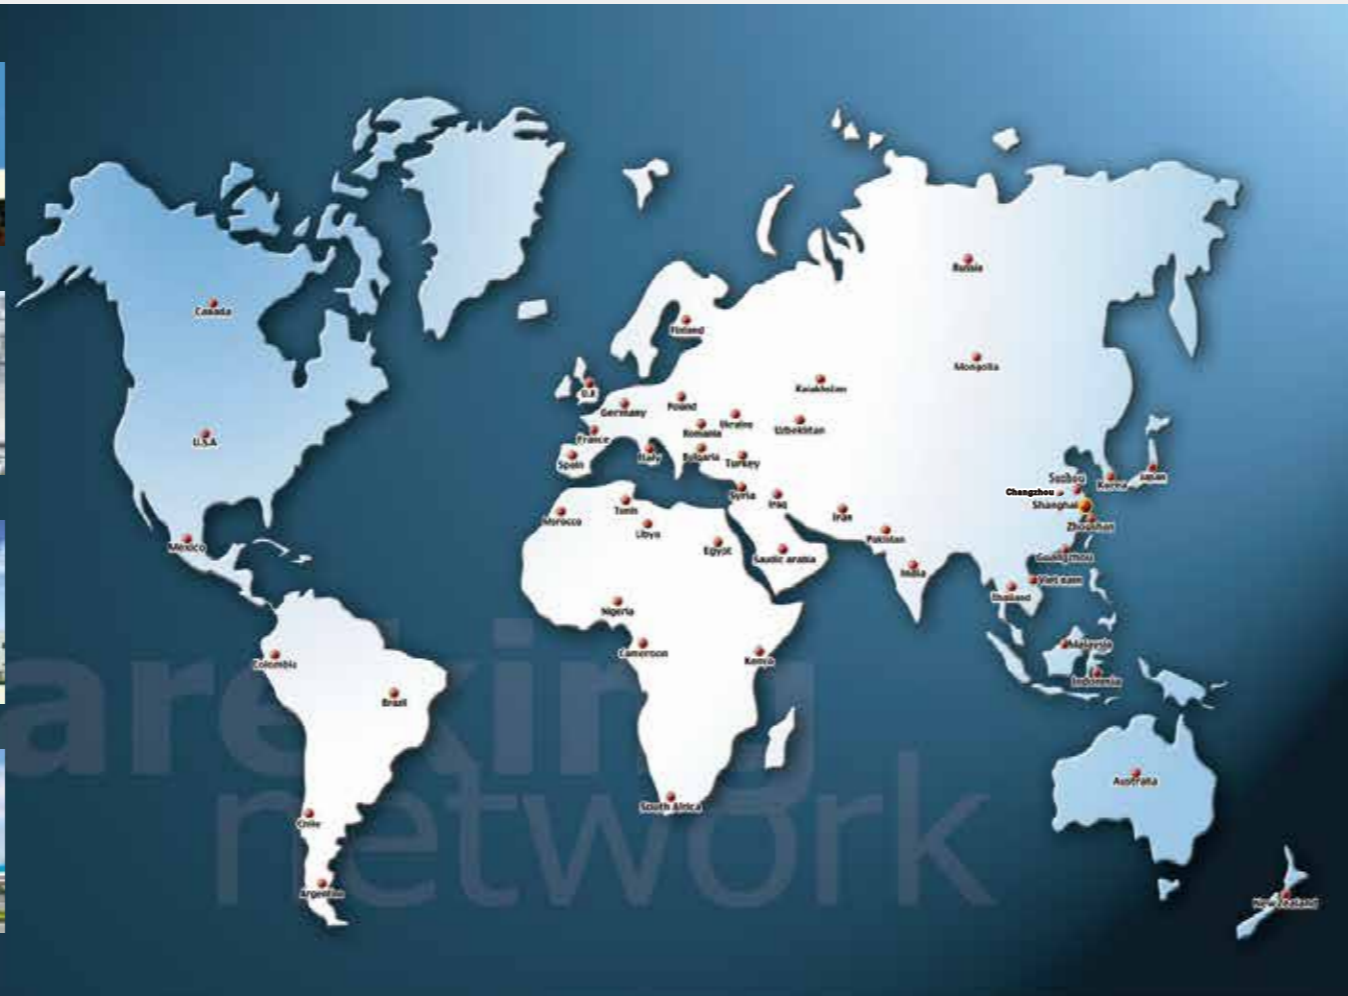 Russia
Canada
Finland
Mongolia
U.K
Kazakhstan
Germany
Poland
Ukraine
Uzbekistan
Romania
France
U.S.A
Italy
Bulgaria
Spain
Turkey
Suzhou
Korea
Japan
Changzhou
Syria
Iraq
Shanghai
Tunis
Iran
Morocco
Zhoushan
Libya
Pakistan
Mexico
Egypt
Guangzhou
Saudic arabia
India
Viet nam
Thailand
Nigeria
Malaysia
Cameroon
Kenya
Colombia
Indonesia
Brazil
areking
network
Australia
South Africa
Chile
Argentina
New Zealand